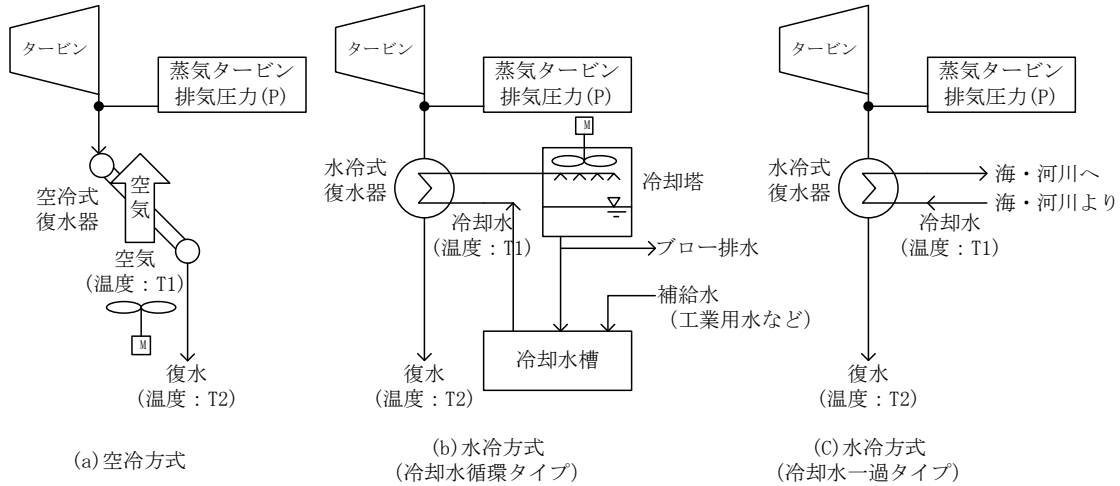 タービン
蒸気タービン
排気圧力(P)
空冷式
復水器
空
気
空気
(温度：T1)
M
復水
(温度：T2)
(a)空冷方式
タービン
蒸気タービン
排気圧力(P)
M
水冷式
復水器
冷却塔
冷却水
(温度：T1)
ブロー排水
補給水
(工業用水など)
冷却水槽
復水
(温度：T2)
(b)水冷方式
(冷却水循環タイプ)
タービン
蒸気タービン
排気圧力(P)
水冷式
復水器
海・河川へ
海・河川より
冷却水
(温度：T1)
復水
(温度：T2)
(C)水冷方式
(冷却水一過タイプ)